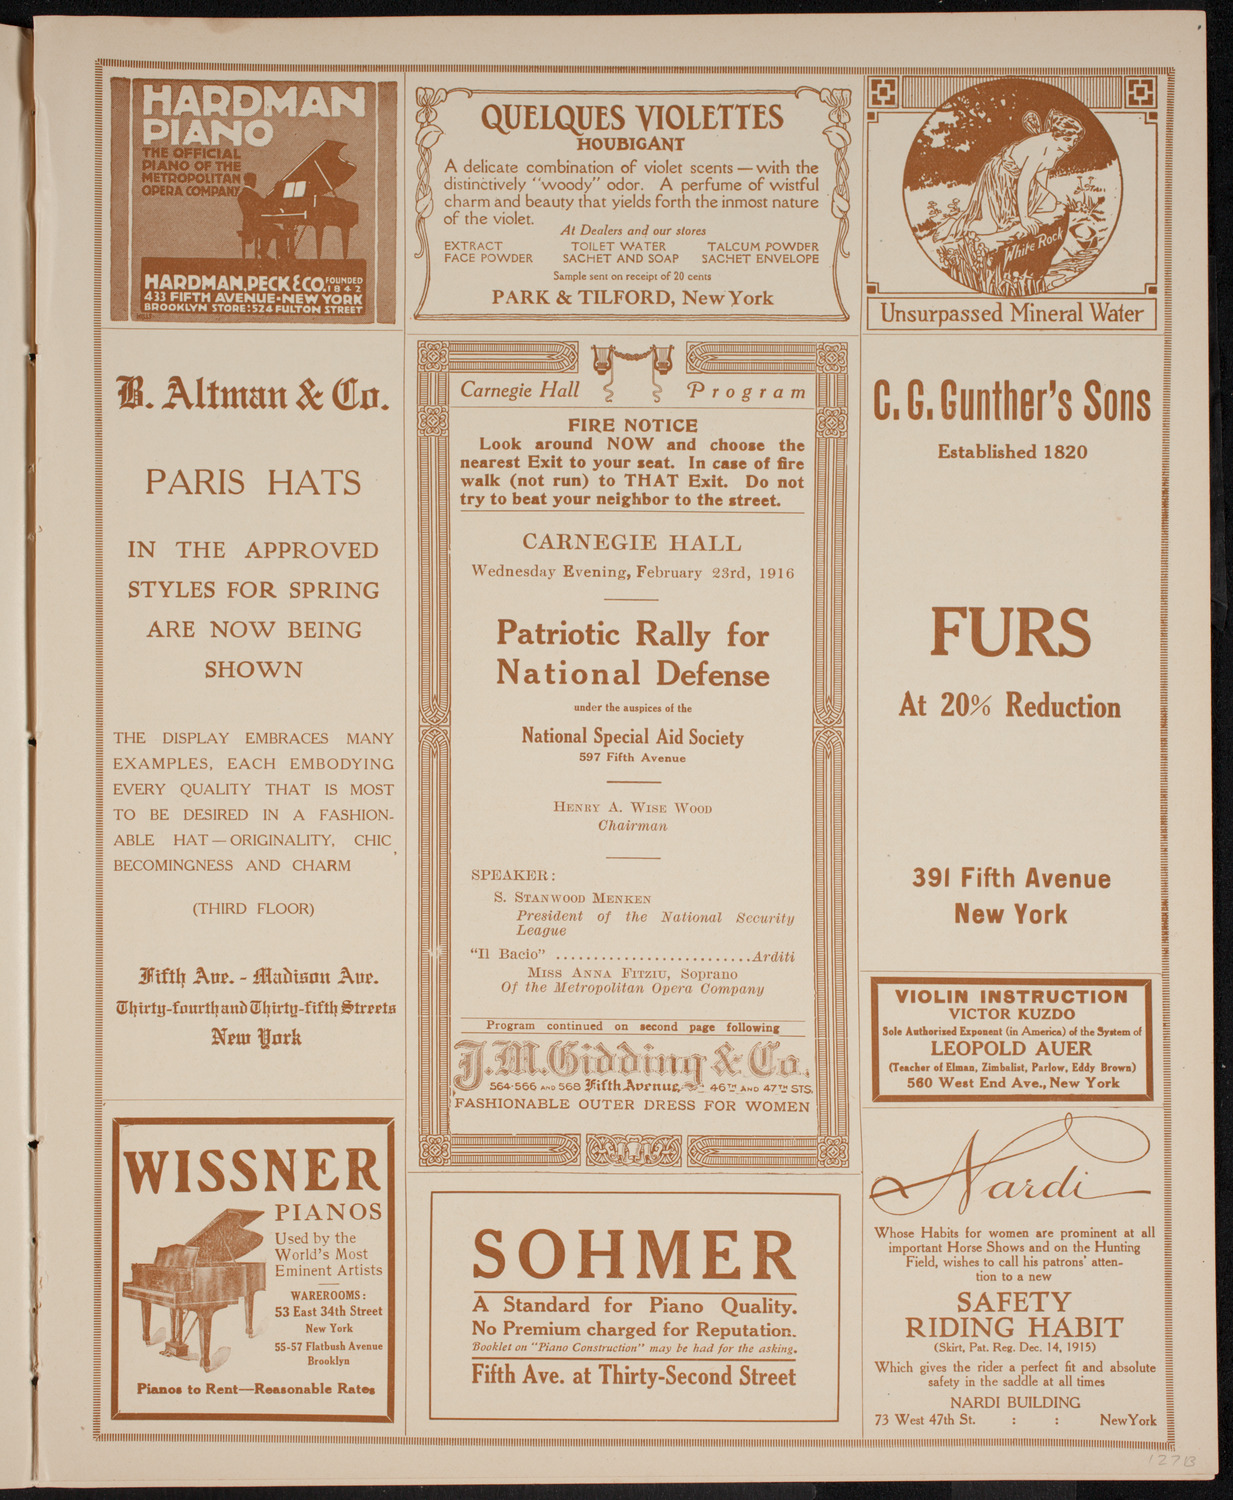 HARDMAN
PIANO
THE OFFICIAL
PIANO OF THE
METROPOLITAN
OPERA COMPANY
HARDMAN, PECK & CO. FOUNDED 1842
433 FIFTH AVENUE·NEW YORK
BROOKLYN STORE: 524 FULTON STREET
QUELQUES VIOLETTES
HOUBIGANT
A delicate combination of violet scents — with the
distinctively "woody" odor. A perfume of wistful
charm and beauty that yields forth the inmost nature
of the violet.
At Dealers and our stores
EXTRACT TOILET WATER TALCUM POWDER
FACE POWDER SACHET AND SOAP SACHET ENVELOPE
Sample sent on receipt of 20 cents
PARK & TILFORD, New York
White Rock
Unsurpassed Mineral Water
B. Altman & Co.
PARIS HATS
IN THE APPROVED
STYLES FOR SPRING
ARE NOW BEING
SHOWN
THE DISPLAY EMBRACES MANY
EXAMPLES, EACH EMBODYING
EVERY QUALITY THAT IS MOST
TO BE DESIRED IN A FASHION-
ABLE HAT — ORIGINALITY, CHIC,
BECOMINGNESS AND CHARM
(THIRD FLOOR)
Fifth Ave. - Madison Ave.
Thirty-fourth and Thirty-fifth Streets
New York
Carnegie Hall Program
FIRE NOTICE
Look around NOW and choose the
nearest Exit to your seat. In case of fire
walk (not run) to THAT Exit. Do not
try to beat your neighbor to the street.
CARNEGIE HALL
Wednesday Evening, February 23rd, 1916
Patriotic Rally for
National Defense
under the auspices of the
National Special Aid Society
597 Fifth Avenue
HENRY A. WISE WOOD
Chairman
SPEAKER:
S. STANWOOD MENKEN
President of the National Security
League
"Il Bacio" .........................Arditi
MISS ANNA FITZIU, Soprano
Of the Metropolitan Opera Company
Program continued on second page following
J. M. Gidding & Co.
564-566 AND 568 Fifth Avenue, 46TH AND 47TH STS.
FASHIONABLE OUTER DRESS FOR WOMEN
C. G. Gunther's Sons
Established 1820
FURS
At 20% Reduction
391 Fifth Avenue
New York
VIOLIN INSTRUCTION
VICTOR KUZDO
Sole Authorized Exponent (in America) of the System of
LEOPOLD AUER
(Teacher of Elman, Zimbalist, Parlow, Eddy Brown)
560 West End Ave., New York
WISSNER
PIANOS
Used by the
World's Most
Eminent Artists
WAREROOMS:
53 East 34th Street
New York
55-57 Flatbush Avenue
Brooklyn
Pianos to Rent—Reasonable Rates
SOHMER
A Standard for Piano Quality.
No Premium charged for Reputation.
Booklet on "Piano Construction" may be had for the asking.
Fifth Ave. at Thirty-Second Street
Nardi
Whose Habits for women are prominent at all
important Horse Shows and on the Hunting
Field, wishes to call his patrons' atten-
tion to a new
SAFETY
RIDING HABIT
(Skirt, Pat. Reg. Dec. 14, 1915)
Which gives the rider a perfect fit and absolute
safety in the saddle at all times
NARDI BUILDING
73 West 47th St. : : New York
127B